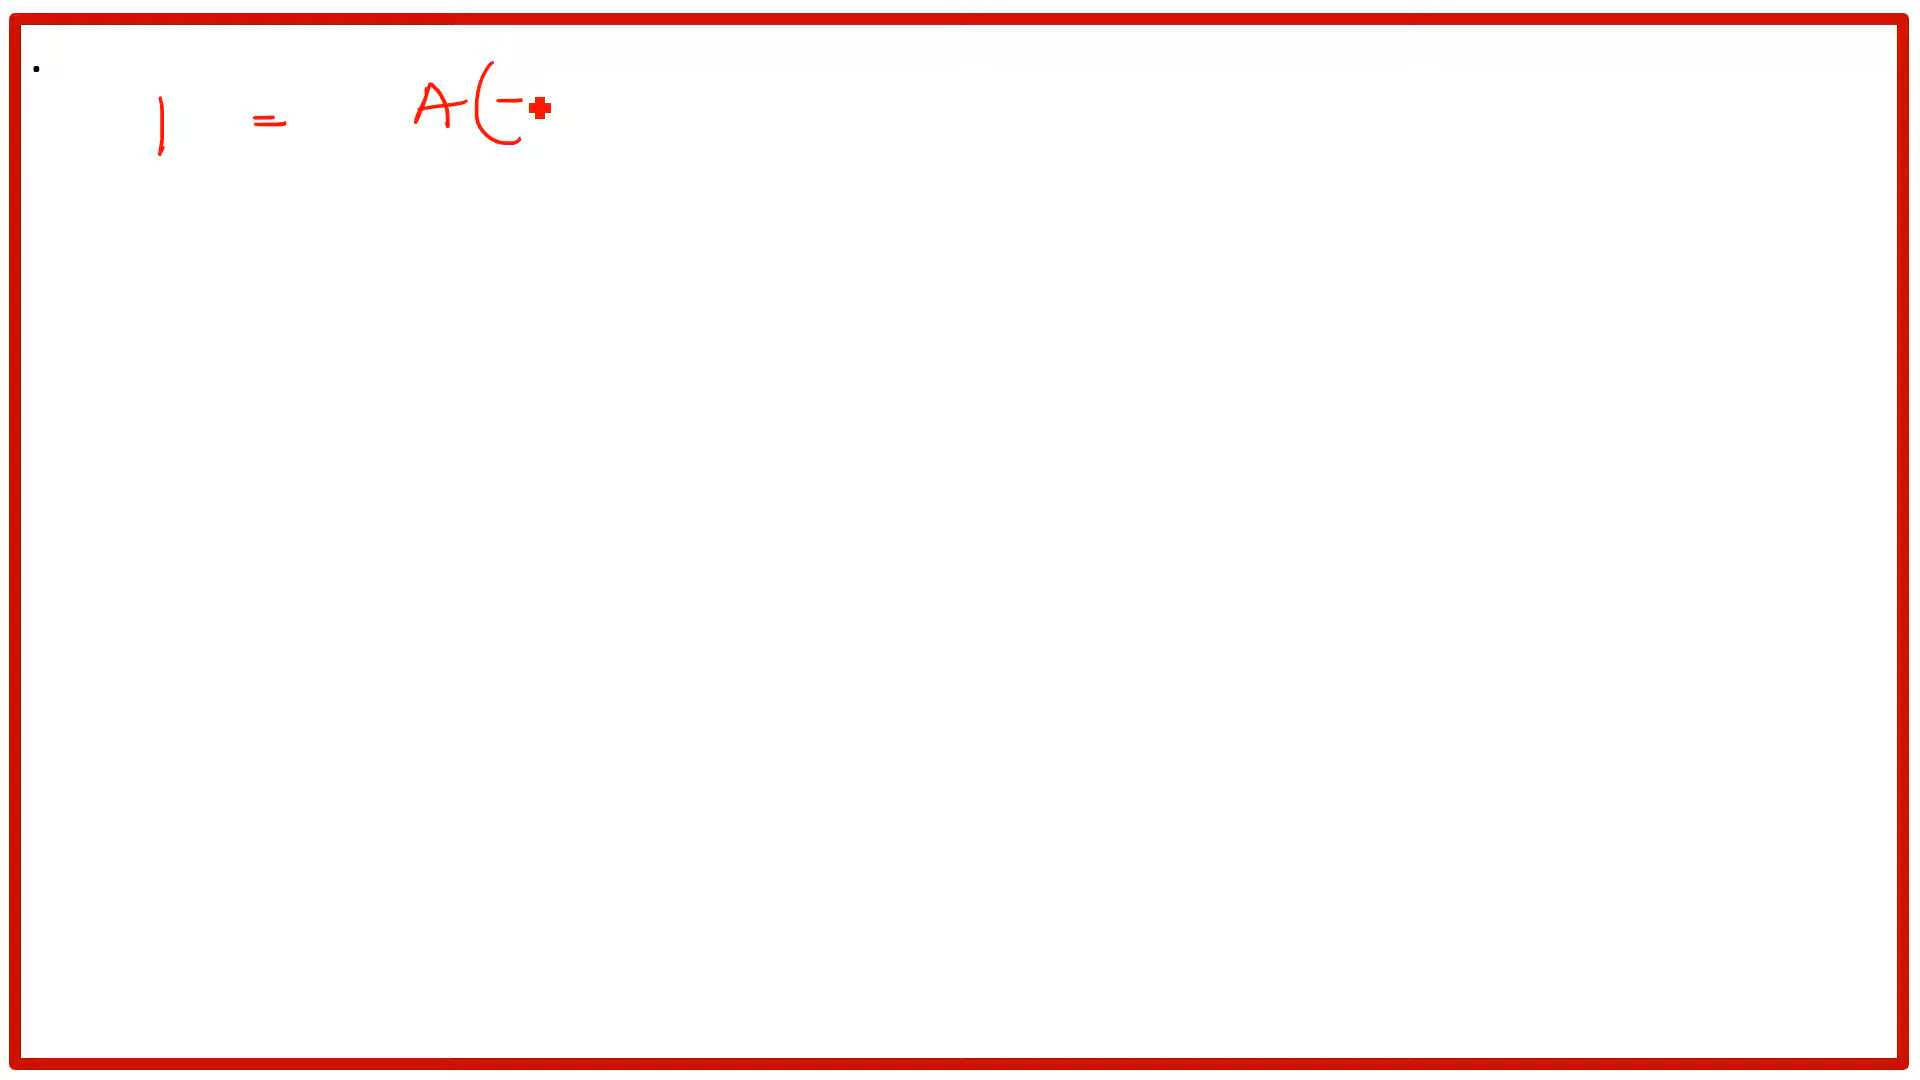 .
1 = A(-